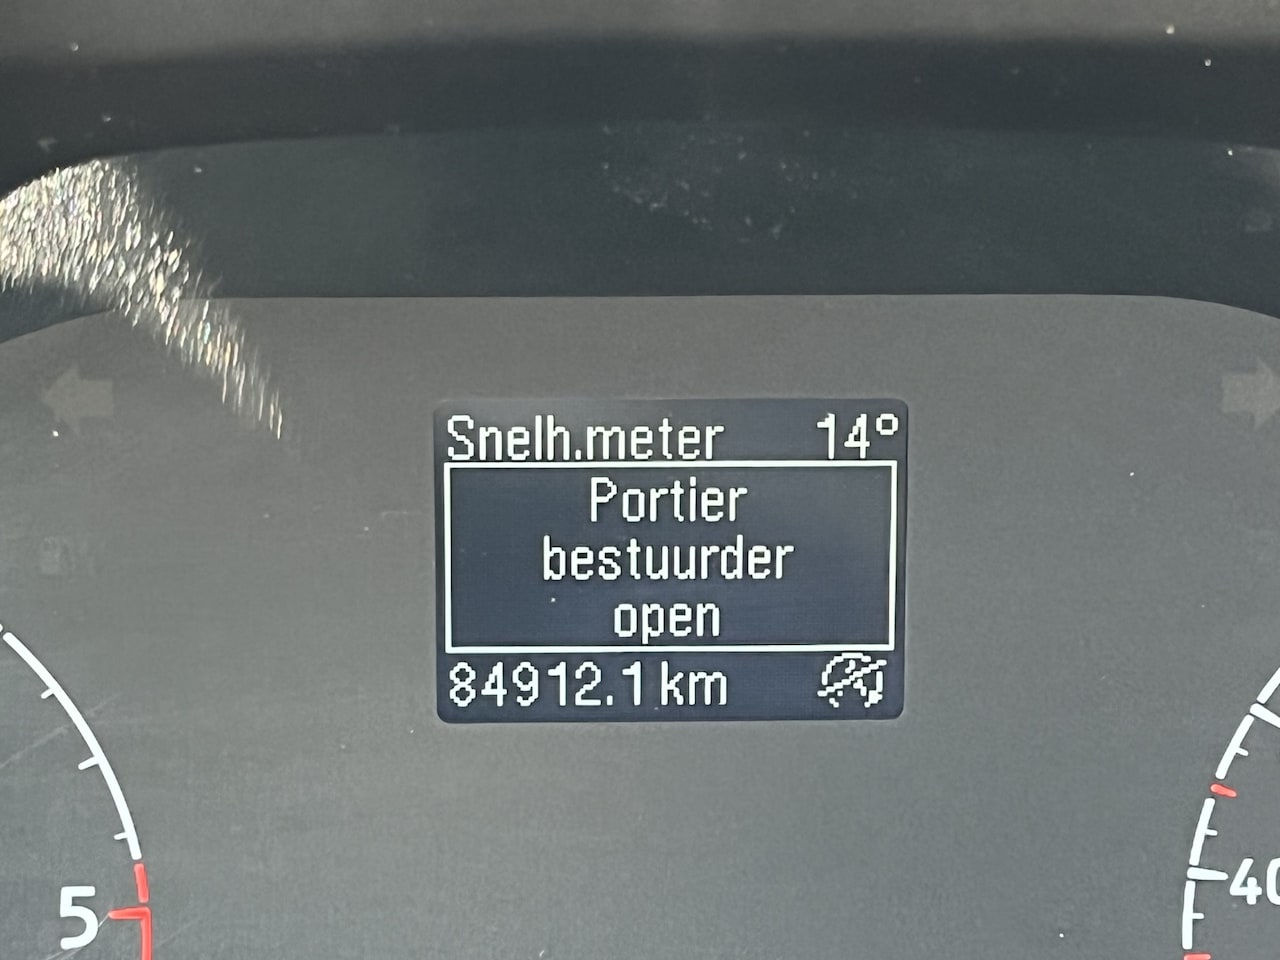 Snelh.meter 14°
Portier
bestuurder
open
84912.1 km
5
40